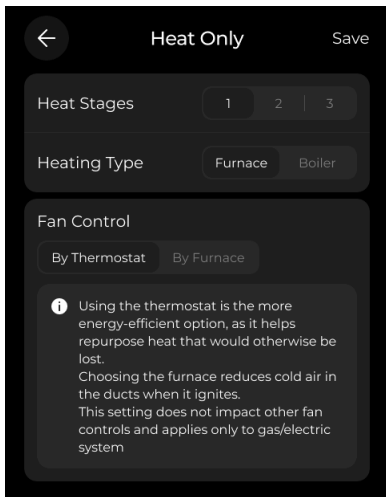 Heat Only Save
Heat Stages 1 2 3
Heating Type Furnace Boiler
Fan Control
By Thermostat By Furnace
Using the thermostat is the more
energy-efficient option, as it helps
repurpose heat that would otherwise be
lost.
Choosing the furnace reduces cold air in
the ducts when it ignites.
This setting does not impact other fan
controls and applies only to gas/electric
system